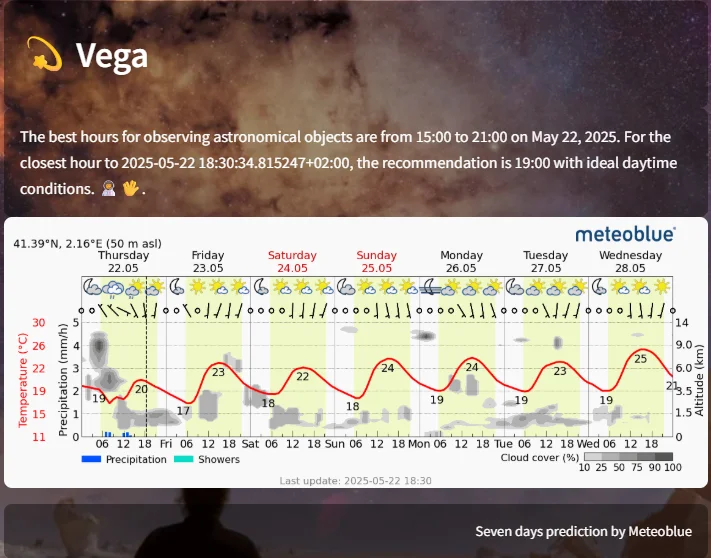 Vega
The best hours for observing astronomical objects are from 15:00 to 21:00 on May 22, 2025. For the
closest hour to 2025-05-22 18:30:34.815247+02:00, the recommendation is 19:00 with ideal daytime
conditions. 👩🏻‍🚀 🖖 .
meteoblue
41.39°N, 2.16°E (50 m asl)
Thursday Friday Saturday Sunday Monday Tuesday Wednesday
22.05 23.05 24.05 25.05 26.05 27.05 28.05
30 5 14
26 4 9.0
22 3 6.0
19 2 3.5
15 1 1.5
11 0 0
Temperature (°C)
Precipitation (mm/h)
Altitude (km)
19 20 17 23 18 22 18 24 19 24 19 23 19 25 21
06 12 18 Fri 06 12 18 Sat 06 12 18 Sun 06 12 18 Mon 06 12 18 Tue 06 12 18 Wed 06 12 18
Precipitation Showers
Cloud cover (%)
10 25 50 75 90 100
Last update: 2025-05-22 18:30
Seven days prediction by Meteoblue